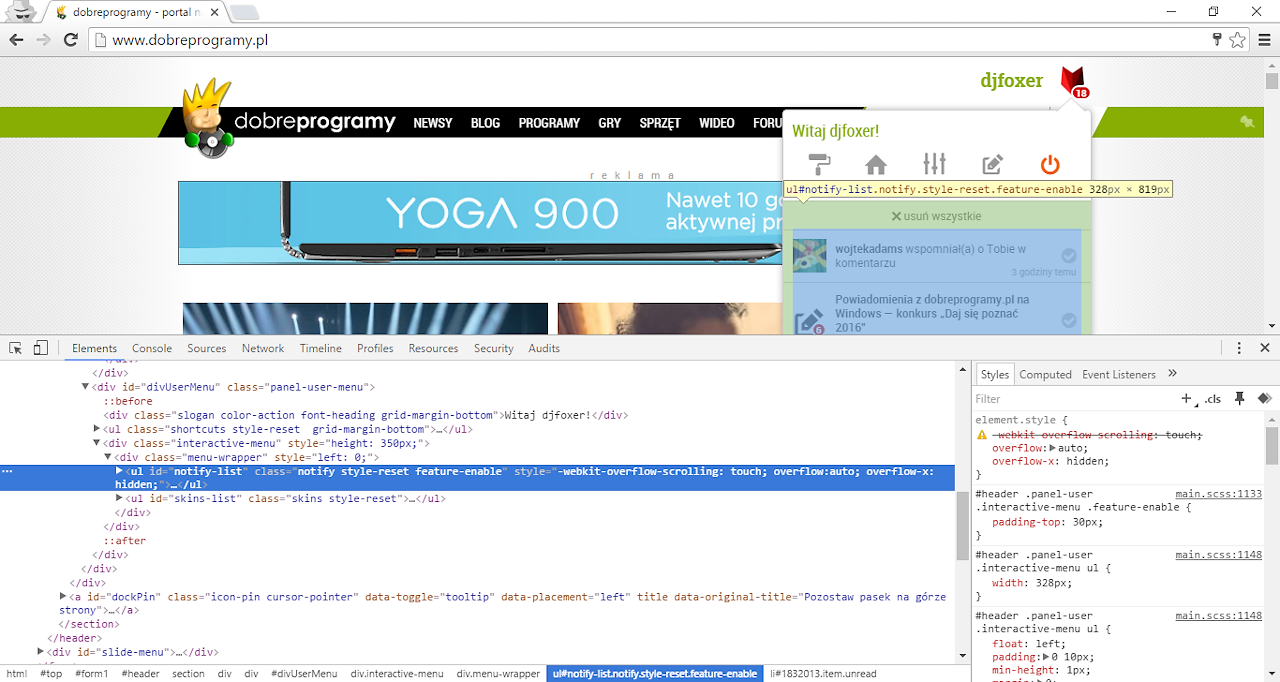 dobreprogramy - portal n
www.dobreprogramy.pl
djfoxer
18
dobreprogramy NEWSY BLOG PROGRAMY GRY SPRZĘT WIDEO FORU
Witaj djfoxer!
reklama
ul#notify-list.notify.style-reset.feature-enable 328px × 819px
YOGA 900
Nawet 10 go
aktywnej pr
usuń wszystkie
wojtekadams wspomniał(a) o Tobie w
komentarzu
3 godziny temu
Powiadomienia z dobreprogramy.pl na
Windows — konkurs „Daj się poznać
2016"
6
Elements Console Sources Network Timeline Profiles Resources Security Audits
</div>
<div id="divUserMenu" class="panel-user-menu">
::before
<div class="slogan color-action font-heading grid-margin-bottom">Witaj djfoxer!</div>
<ul class="shortcuts style-reset grid-margin-bottom">…</ul>
<div class="interactive-menu" style="height: 350px;">
<div class="menu-wrapper" style="left: 0;">
<ul id="notify-list" class="notify style-reset feature-enable" style="-webkit-overflow-scrolling: touch; overflow:auto; overflow-x:
hidden;">…</ul>
<ul id="skins-list" class="skins style-reset">…</ul>
</div>
</div>
::after
</div>
</div>
</div>
<a id="dockPin" class="icon-pin cursor-pointer" data-toggle="tooltip" data-placement="left" title data-original-title="Pozostaw pasek na górze
strony">…</a>
</section>
</header>
<div id="slide-menu">…</div>
html #top #form1 #header section div div #divUserMenu div.interactive-menu div.menu-wrapper ul#notify-list.notify.style-reset.feature-enable li#1832013.item.unread
Styles Computed Event Listeners »
Filter + .cls
element.style {
-webkit-overflow-scrolling: touch;
overflow: auto;
overflow-x: hidden;
}
#header .panel-user main.scss:1133
.interactive-menu .feature-enable {
padding-top: 30px;
}
#header .panel-user main.scss:1148
.interactive-menu ul {
width: 328px;
}
#header .panel-user main.scss:1148
.interactive-menu ul {
float: left;
padding: 0 10px;
min-height: 1px;